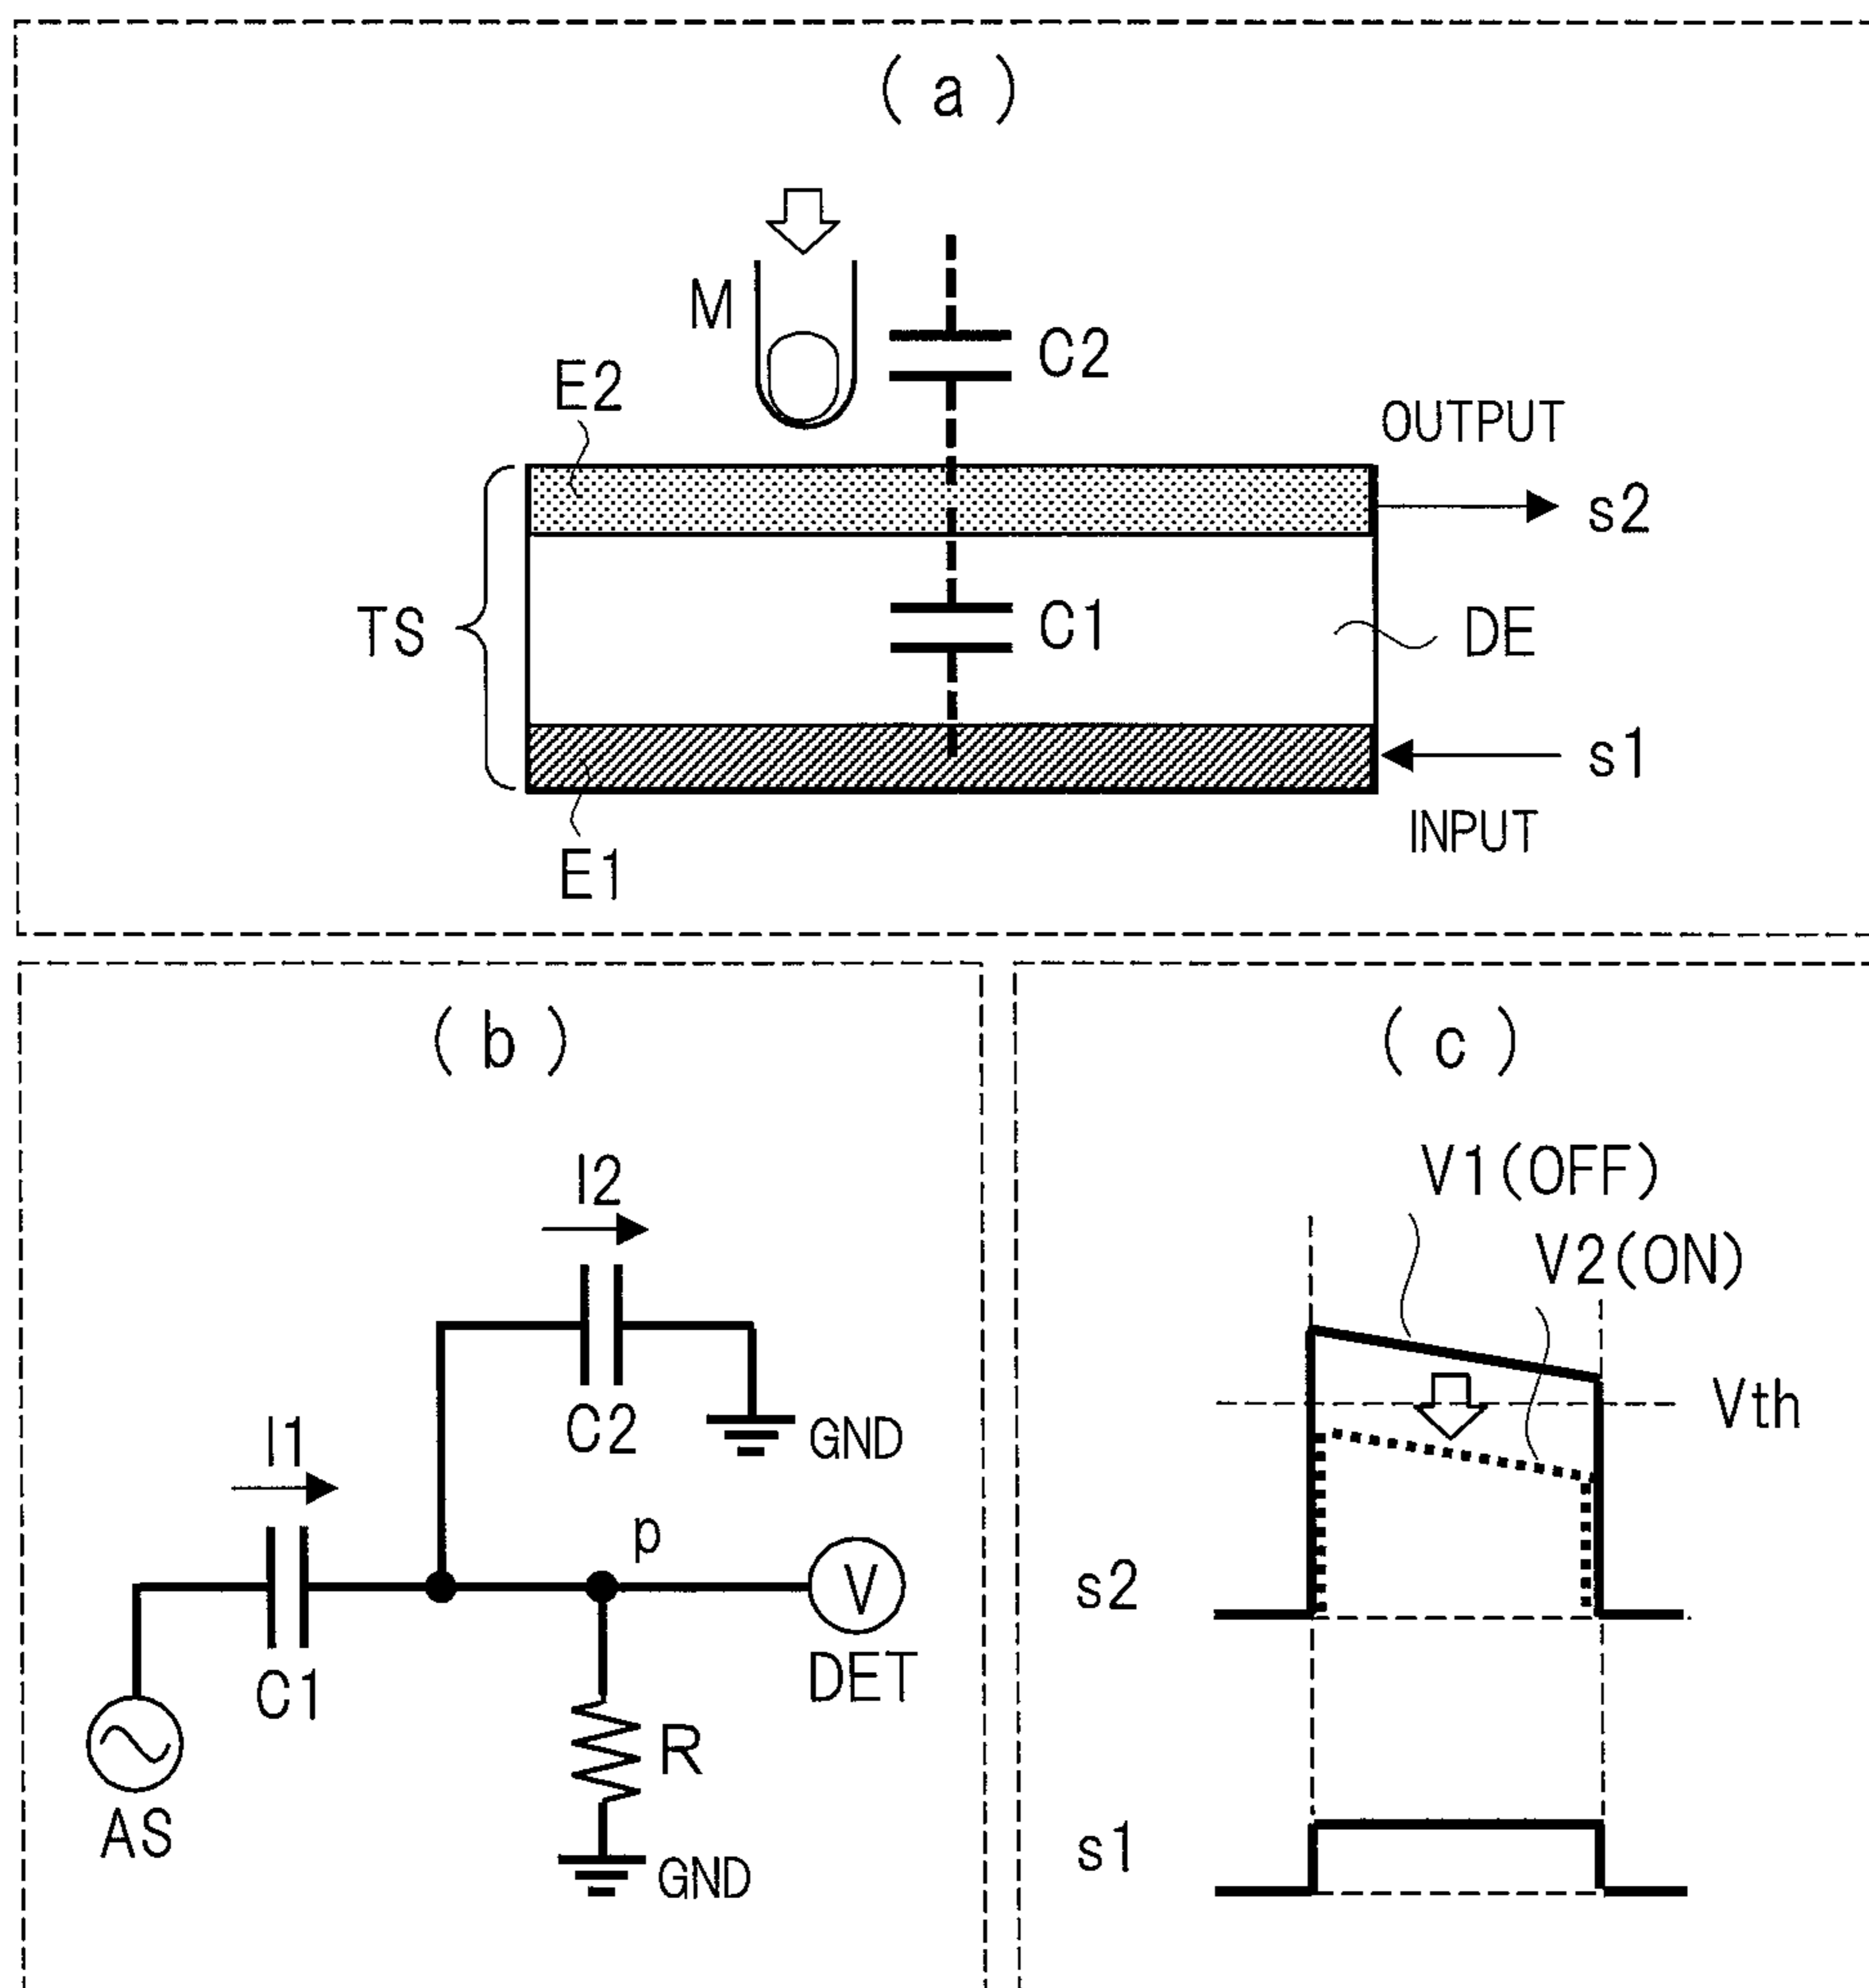 ( a )
M
C2
E2
OUTPUT
s2
TS
C1
DE
s1
INPUT
E1
( b )
I2
C2
GND
I1
p
V
C1
DET
R
AS
GND
( c )
V1(OFF)
V2(ON)
Vth
s2
s1